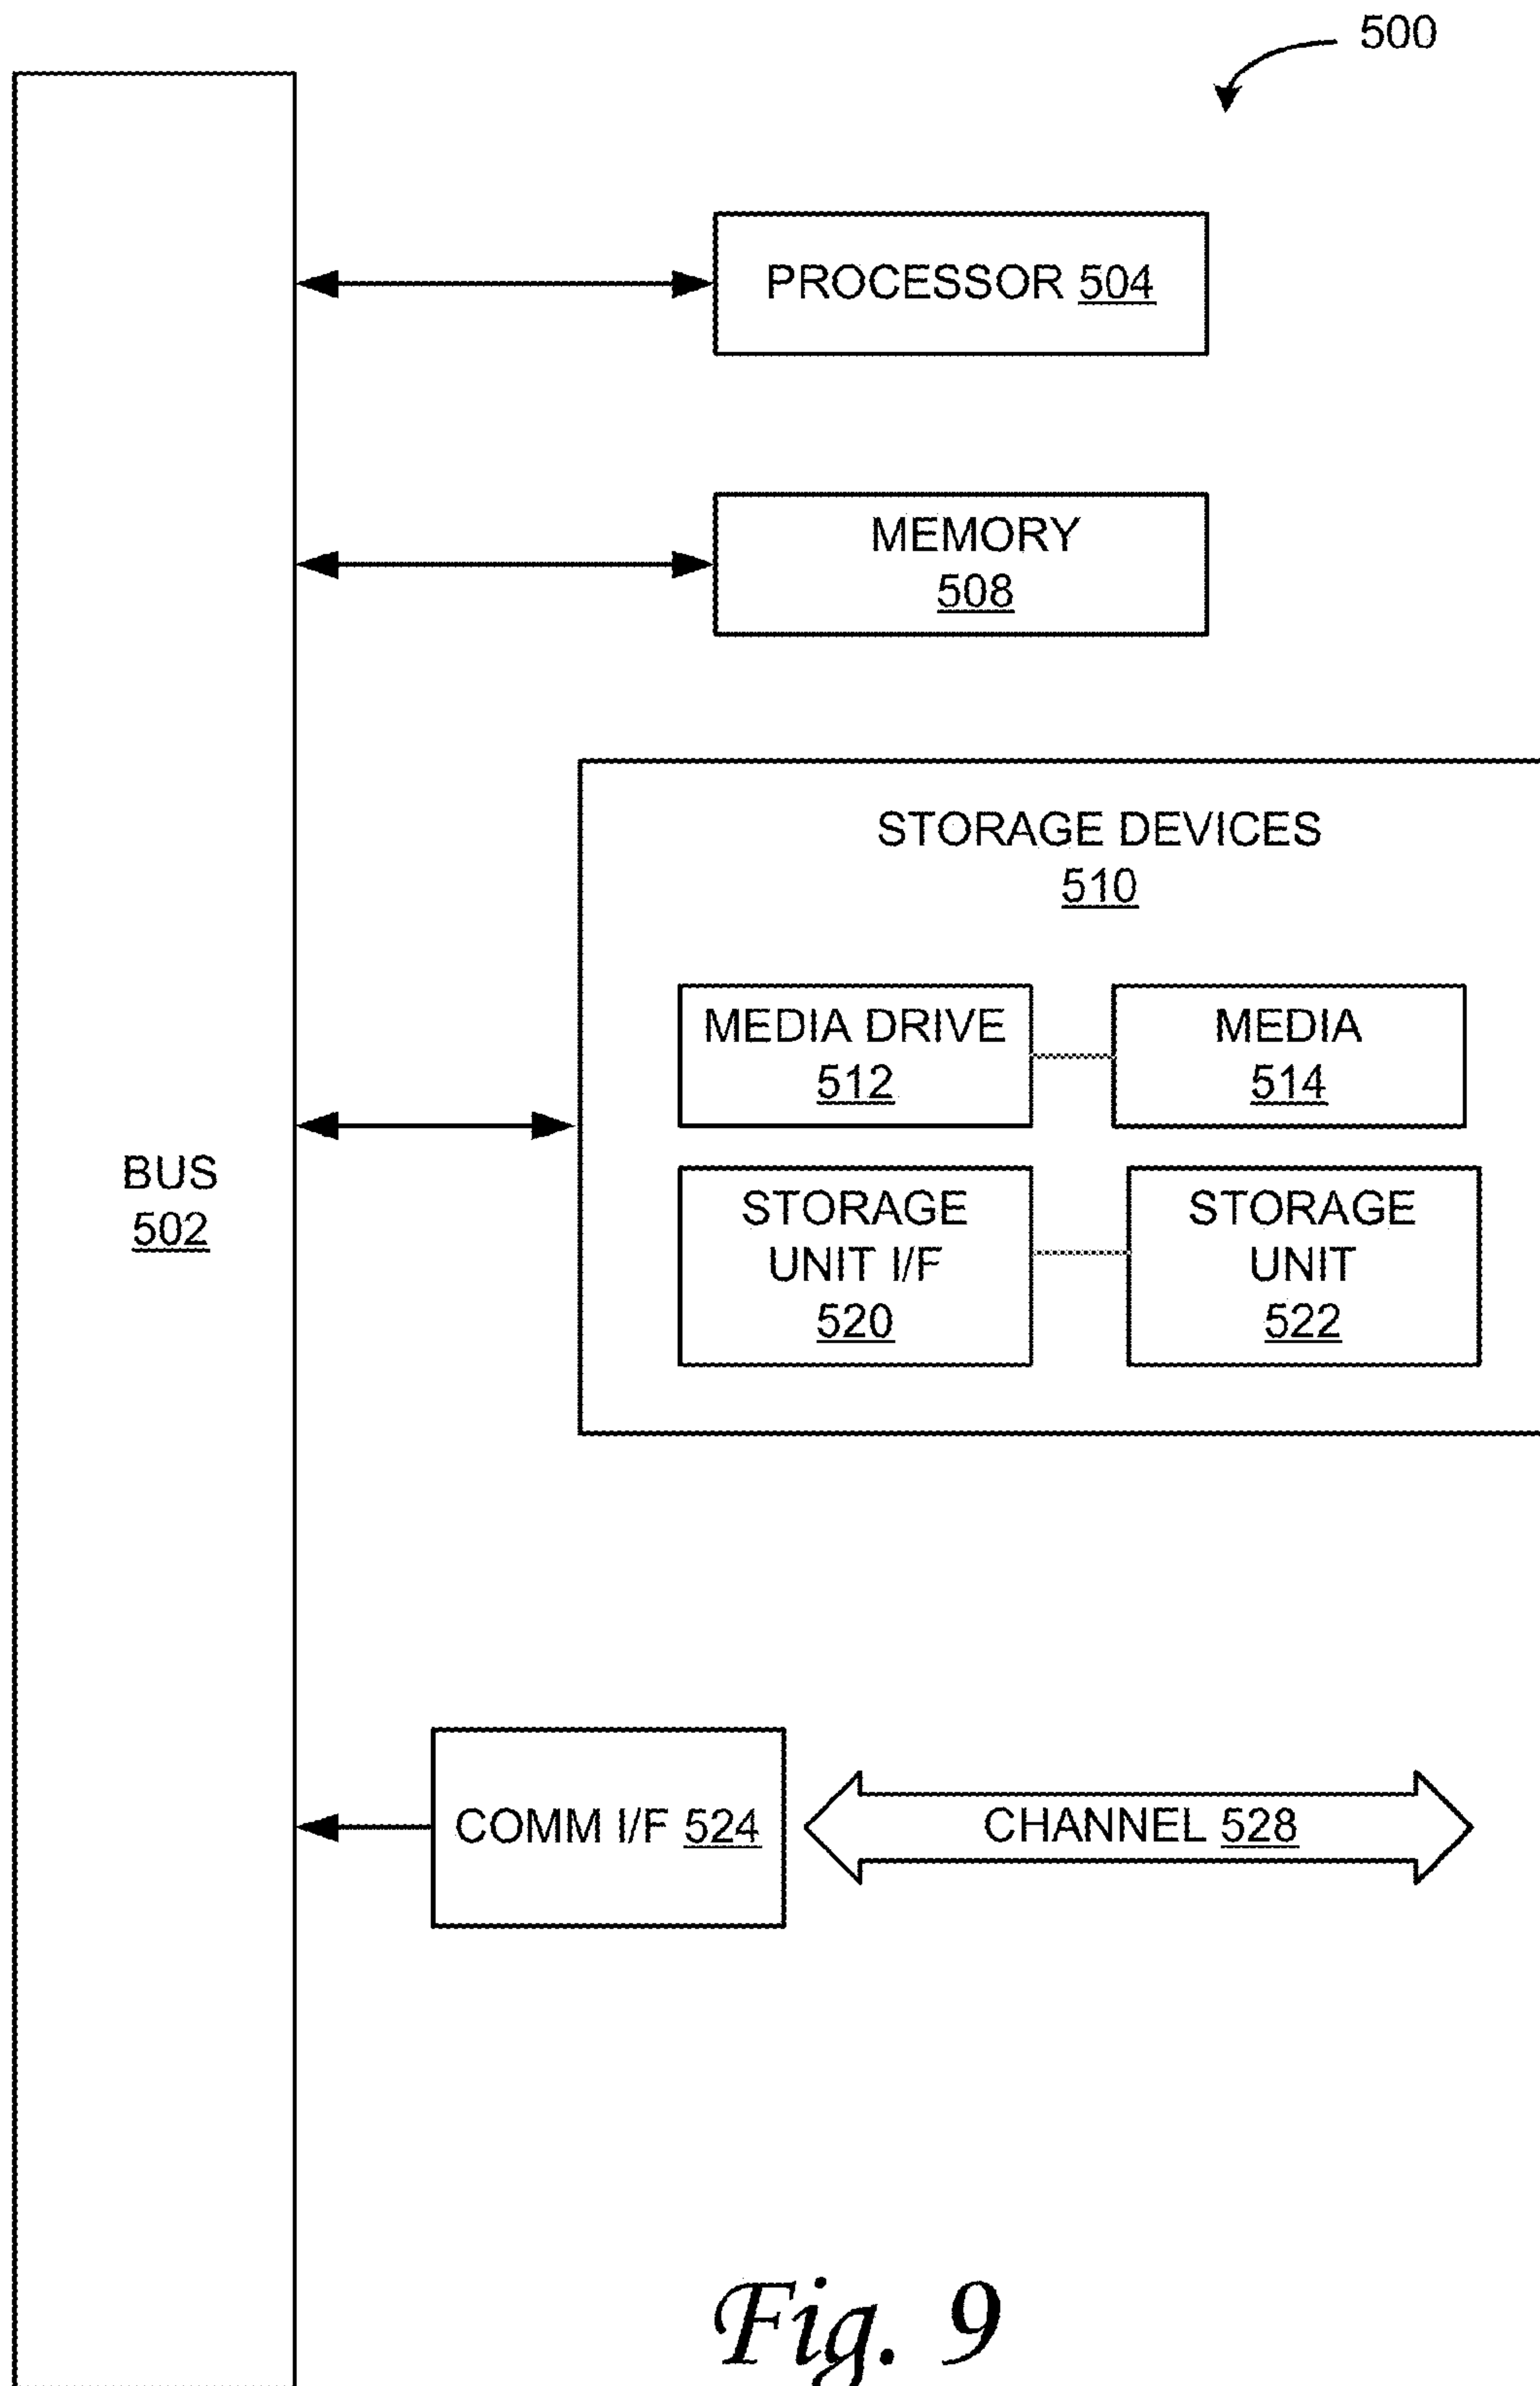 500
PROCESSOR 504
MEMORY
508
STORAGE DEVICES
510
MEDIA DRIVE
512
MEDIA
514
BUS
502
STORAGE
UNIT I/F
520
STORAGE
UNIT
522
COMM I/F 524
CHANNEL 528
Fig. 9